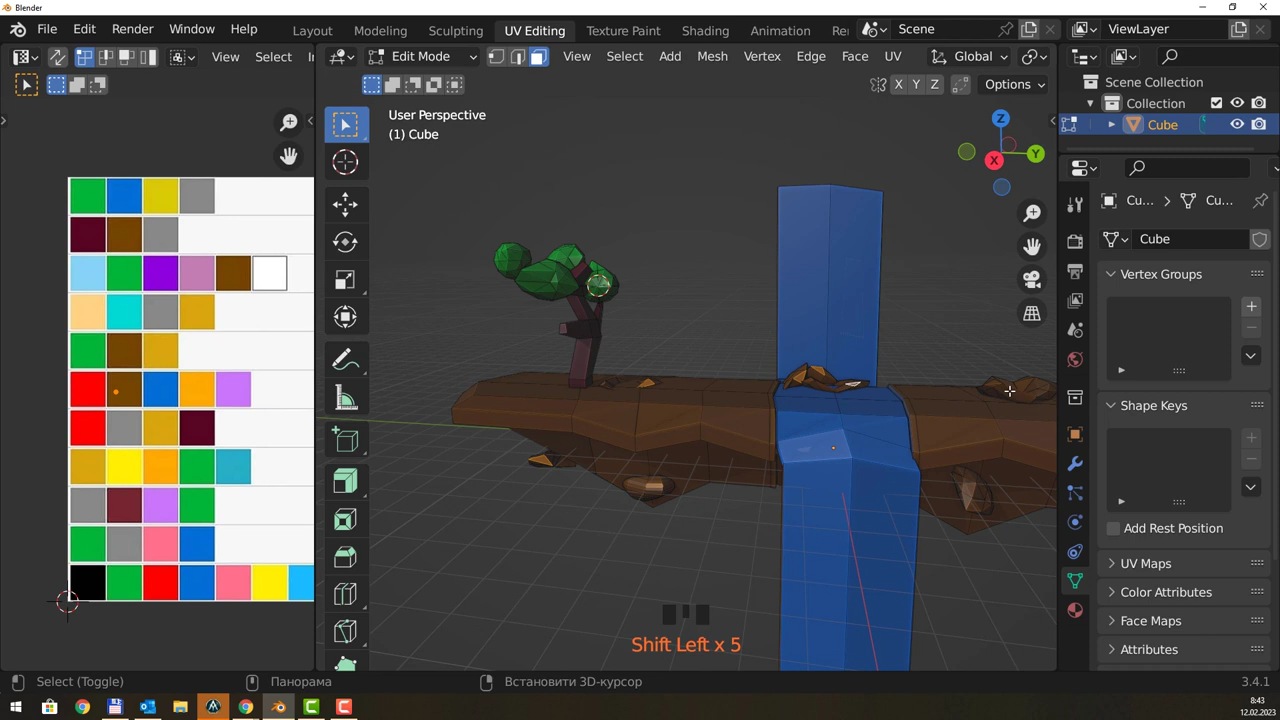 Blender
File Edit Render Window Help Layout Modeling Sculpting UV Editing Texture Paint Shading Animation Re Scene ViewLayer
View Select In Edit Mode View Select Add Mesh Vertex Edge Face UV Global
X Y Z Options
User Perspective
(1) Cube
Z
Y
X
Scene Collection
Collection
Cube
Cu... > Cu...
Cube
Vertex Groups
Shape Keys
Add Rest Position
UV Maps
Color Attributes
Face Maps
Attributes
Shift Left x 5
Select (Toggle) Панорама Встановити 3D-курсор 3.4.1
8:43
12.02.2023